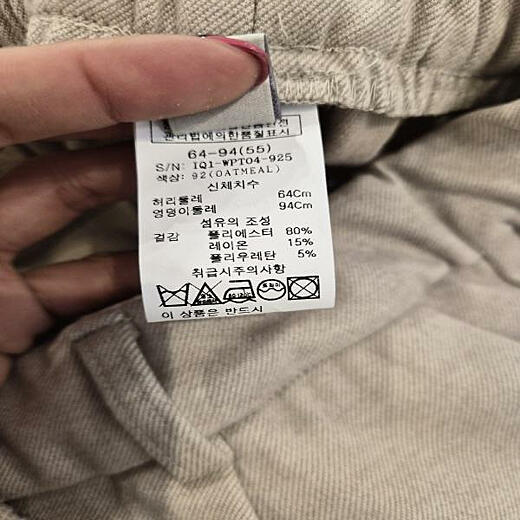 관리법에의한품질표시
64-94(55)
S/N: IQ1-WPT04-925
색상: 92(OATMEAL)
신체치수
허리둘레 64Cm
엉덩이둘레 94Cm
섬유의 조성
겉감 폴리에스터 80%
레이온 15%
폴리우레탄 5%
취급시주의사항
이 상품은 반드시